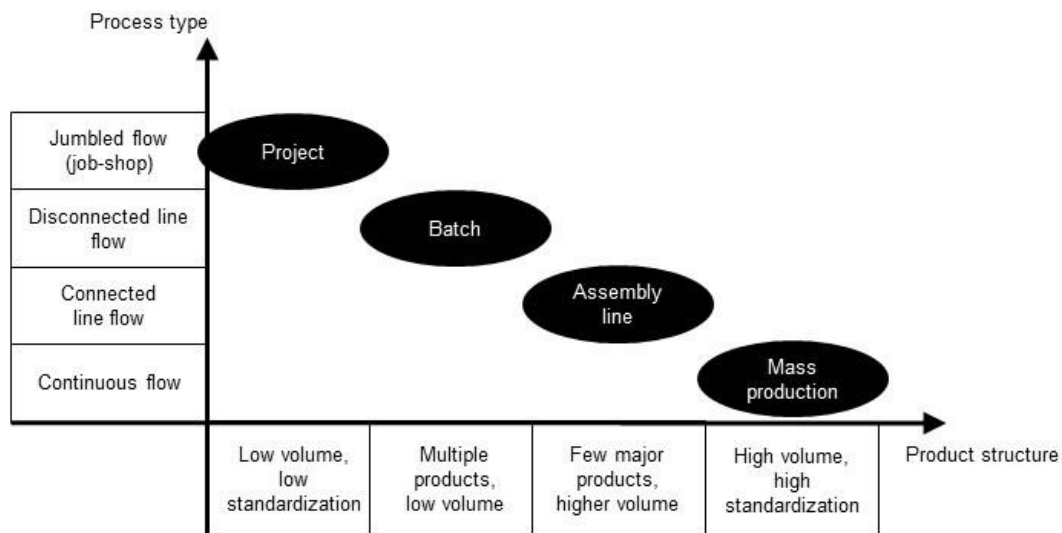 Process type
Jumbled flow
(job-shop)
Project
Disconnected line
flow
Batch
Connected
line flow
Assembly
line
Continuous flow
Mass
production
Low volume,
low
standardization
Multiple
products,
low volume
Few major
products,
higher volume
High volume,
high
standardization
Product structure